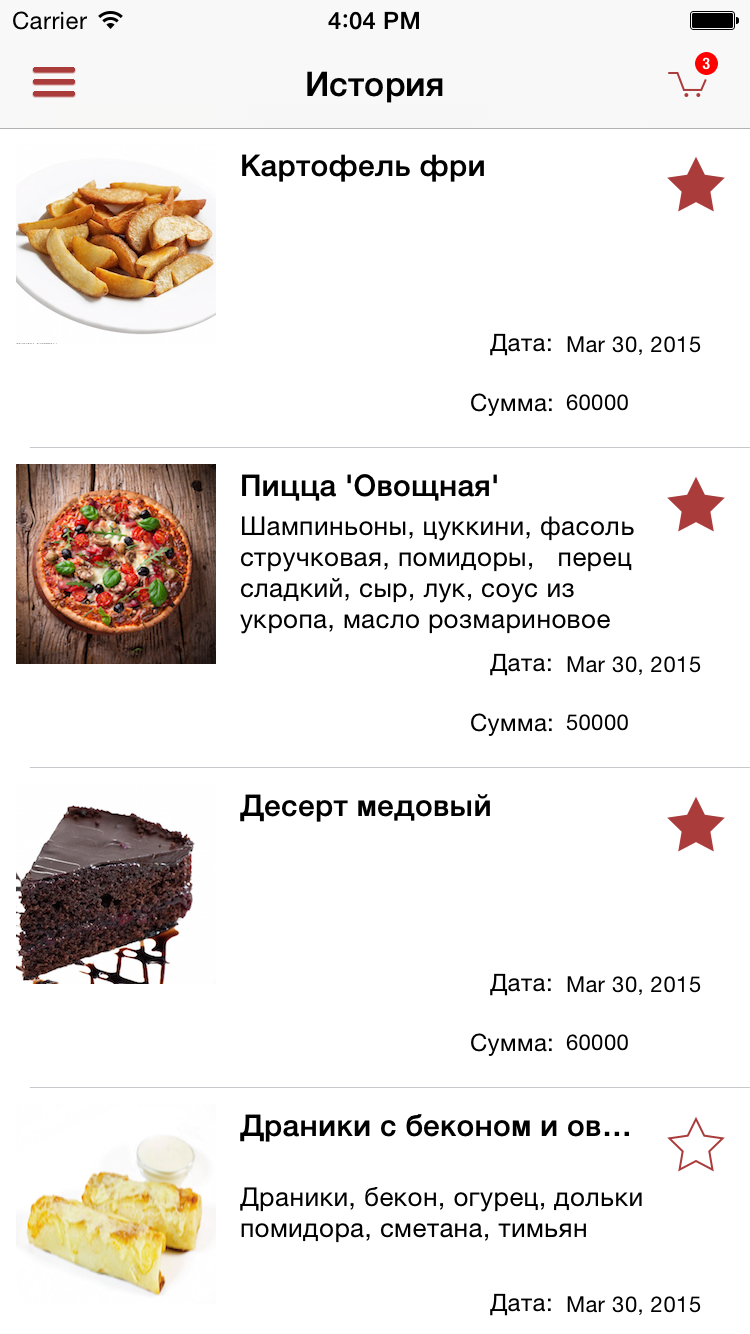 Carrier 4:04 PM
История 3
Картофель фри
Дата: Mar 30, 2015
Сумма: 60000
Пицца 'Овощная'
Шампиньоны, цуккини, фасоль
стручковая, помидоры, перец
сладкий, сыр, лук, соус из
укропа, масло розмариновое
Дата: Mar 30, 2015
Сумма: 50000
Десерт медовый
Дата: Mar 30, 2015
Сумма: 60000
Драники с беконом и ов...
Драники, бекон, огурец, дольки
помидора, сметана, тимьян
Дата: Mar 30, 2015